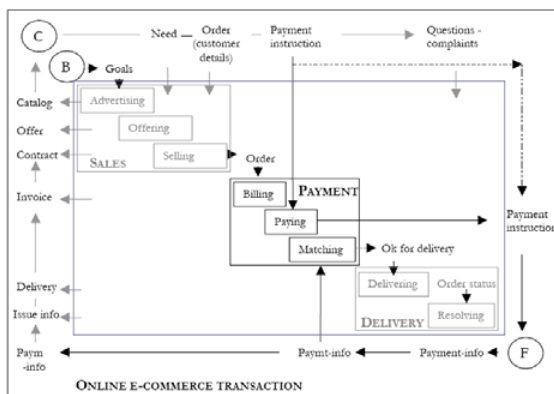 C
Need
Order
(customer
details)
Payment
instruction
Questions -
complaints
B
Goals
Catalog
Advertising
Offer
Offering
Contract
SALES
Selling
Order
Invoice
Billing
PAYMENT
Paying
Payment
instruction
Matching
Ok for delivery
Delivery
Delivering
Order status
Issue info
DELIVERY
Resolving
Paym
-info
Paymt-info
Payment-info
F
ONLINE E-COMMERCE TRANSACTION